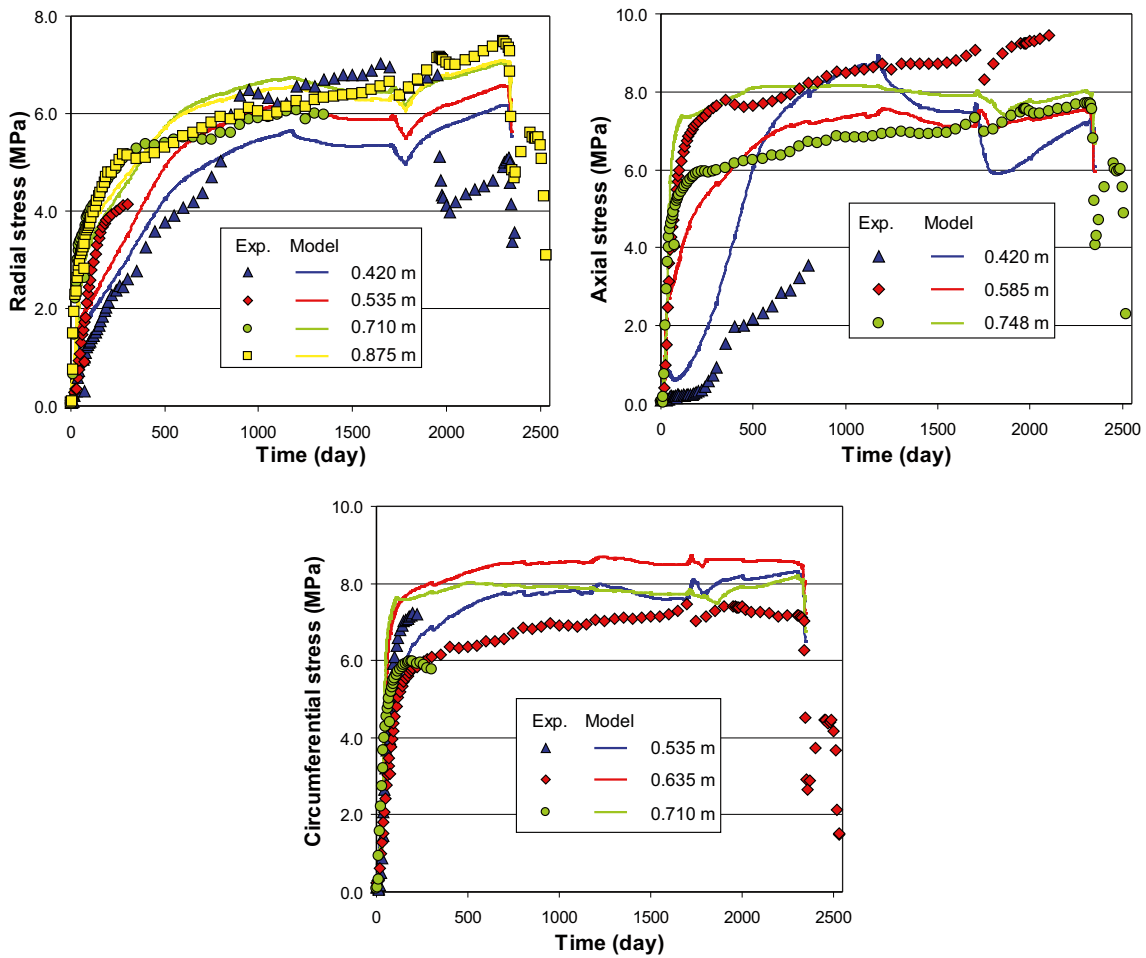 8.0
6.0
4.0
2.0
0.0
Radial stress (MPa)
0 500 1000 1500 2000 2500
Time (day)
Exp. Model
0.420 m
0.535 m
0.710 m
0.875 m
10.0
8.0
6.0
4.0
2.0
0.0
Axial stress (MPa)
0 500 1000 1500 2000 2500
Time (day)
Exp. Model
0.420 m
0.585 m
0.748 m
10.0
8.0
6.0
4.0
2.0
0.0
Circumferential stress (MPa)
0 500 1000 1500 2000 2500
Time (day)
Exp. Model
0.535 m
0.635 m
0.710 m